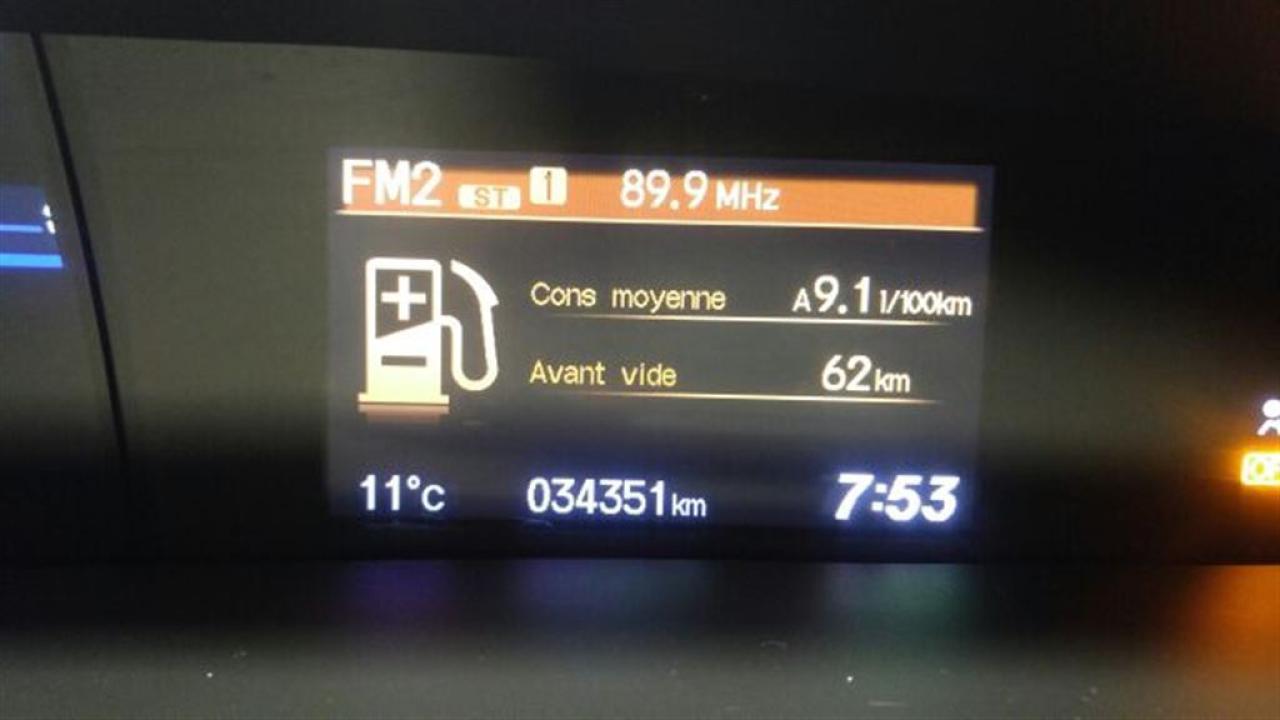 FM2 ST 1 89.9 MHz
Cons moyenne A 9.1 l/100km
Avant vide 62 km
11°C 034351 km 7:53